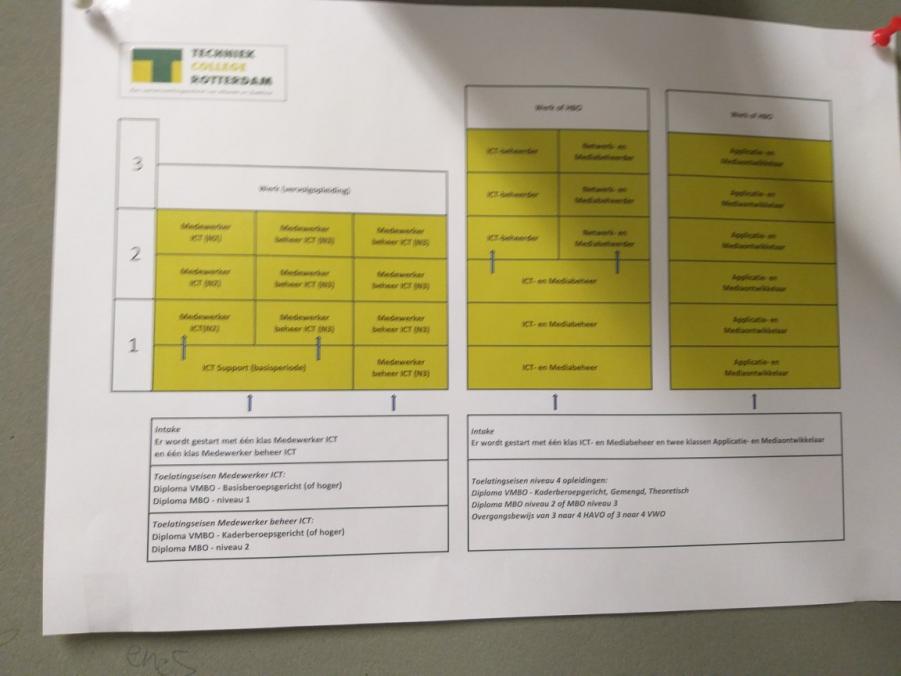 TECHNIEK
COLLEGE
ROTTERDAM
3
2
1
Werk (vervolgopleiding)
Medewerker
ICT (N2)
Medewerker
beheer ICT (N3)
Medewerker
beheer ICT (N3)
Medewerker
ICT (N2)
Medewerker
beheer ICT (N3)
Medewerker
beheer ICT (N3)
Medewerker
ICT(N2)
Medewerker
beheer ICT (N3)
Medewerker
beheer ICT (N3)
ICT Support (basisperiode)
Medewerker
beheer ICT (N3)
Werk of HBO
ICT-beheerder
Netwerk- en
Mediabeheerder
ICT-beheerder
Netwerk- en
Mediabeheerder
ICT-beheerder
Netwerk- en
Mediabeheerder
ICT- en Mediabeheer
ICT- en Mediabeheer
ICT- en Mediabeheer
Werk of HBO
Applicatie- en
Mediaontwikkelaar
Applicatie- en
Mediaontwikkelaar
Applicatie- en
Mediaontwikkelaar
Applicatie- en
Mediaontwikkelaar
Applicatie- en
Mediaontwikkelaar
Applicatie- en
Mediaontwikkelaar
Intake
Er wordt gestart met één klas Medewerker ICT
en één klas Medewerker beheer ICT
Toelatingseisen Medewerker ICT:
Diploma VMBO - Basisberoepsgericht (of hoger)
Diploma MBO - niveau 1
Toelatingseisen Medewerker beheer ICT:
Diploma VMBO - Kaderberoepsgericht (of hoger)
Diploma MBO - niveau 2
Intake
Er wordt gestart met één klas ICT- en Mediabeheer en twee klassen Applicatie- en Mediaontwikkelaar
Toelatingseisen niveau 4 opleidingen:
Diploma VMBO - Kaderberoepgericht, Gemengd, Theoretisch
Diploma MBO niveau 2 of MBO niveau 3
Overgangsbewijs van 3 naar 4 HAVO of 3 naar 4 VWO